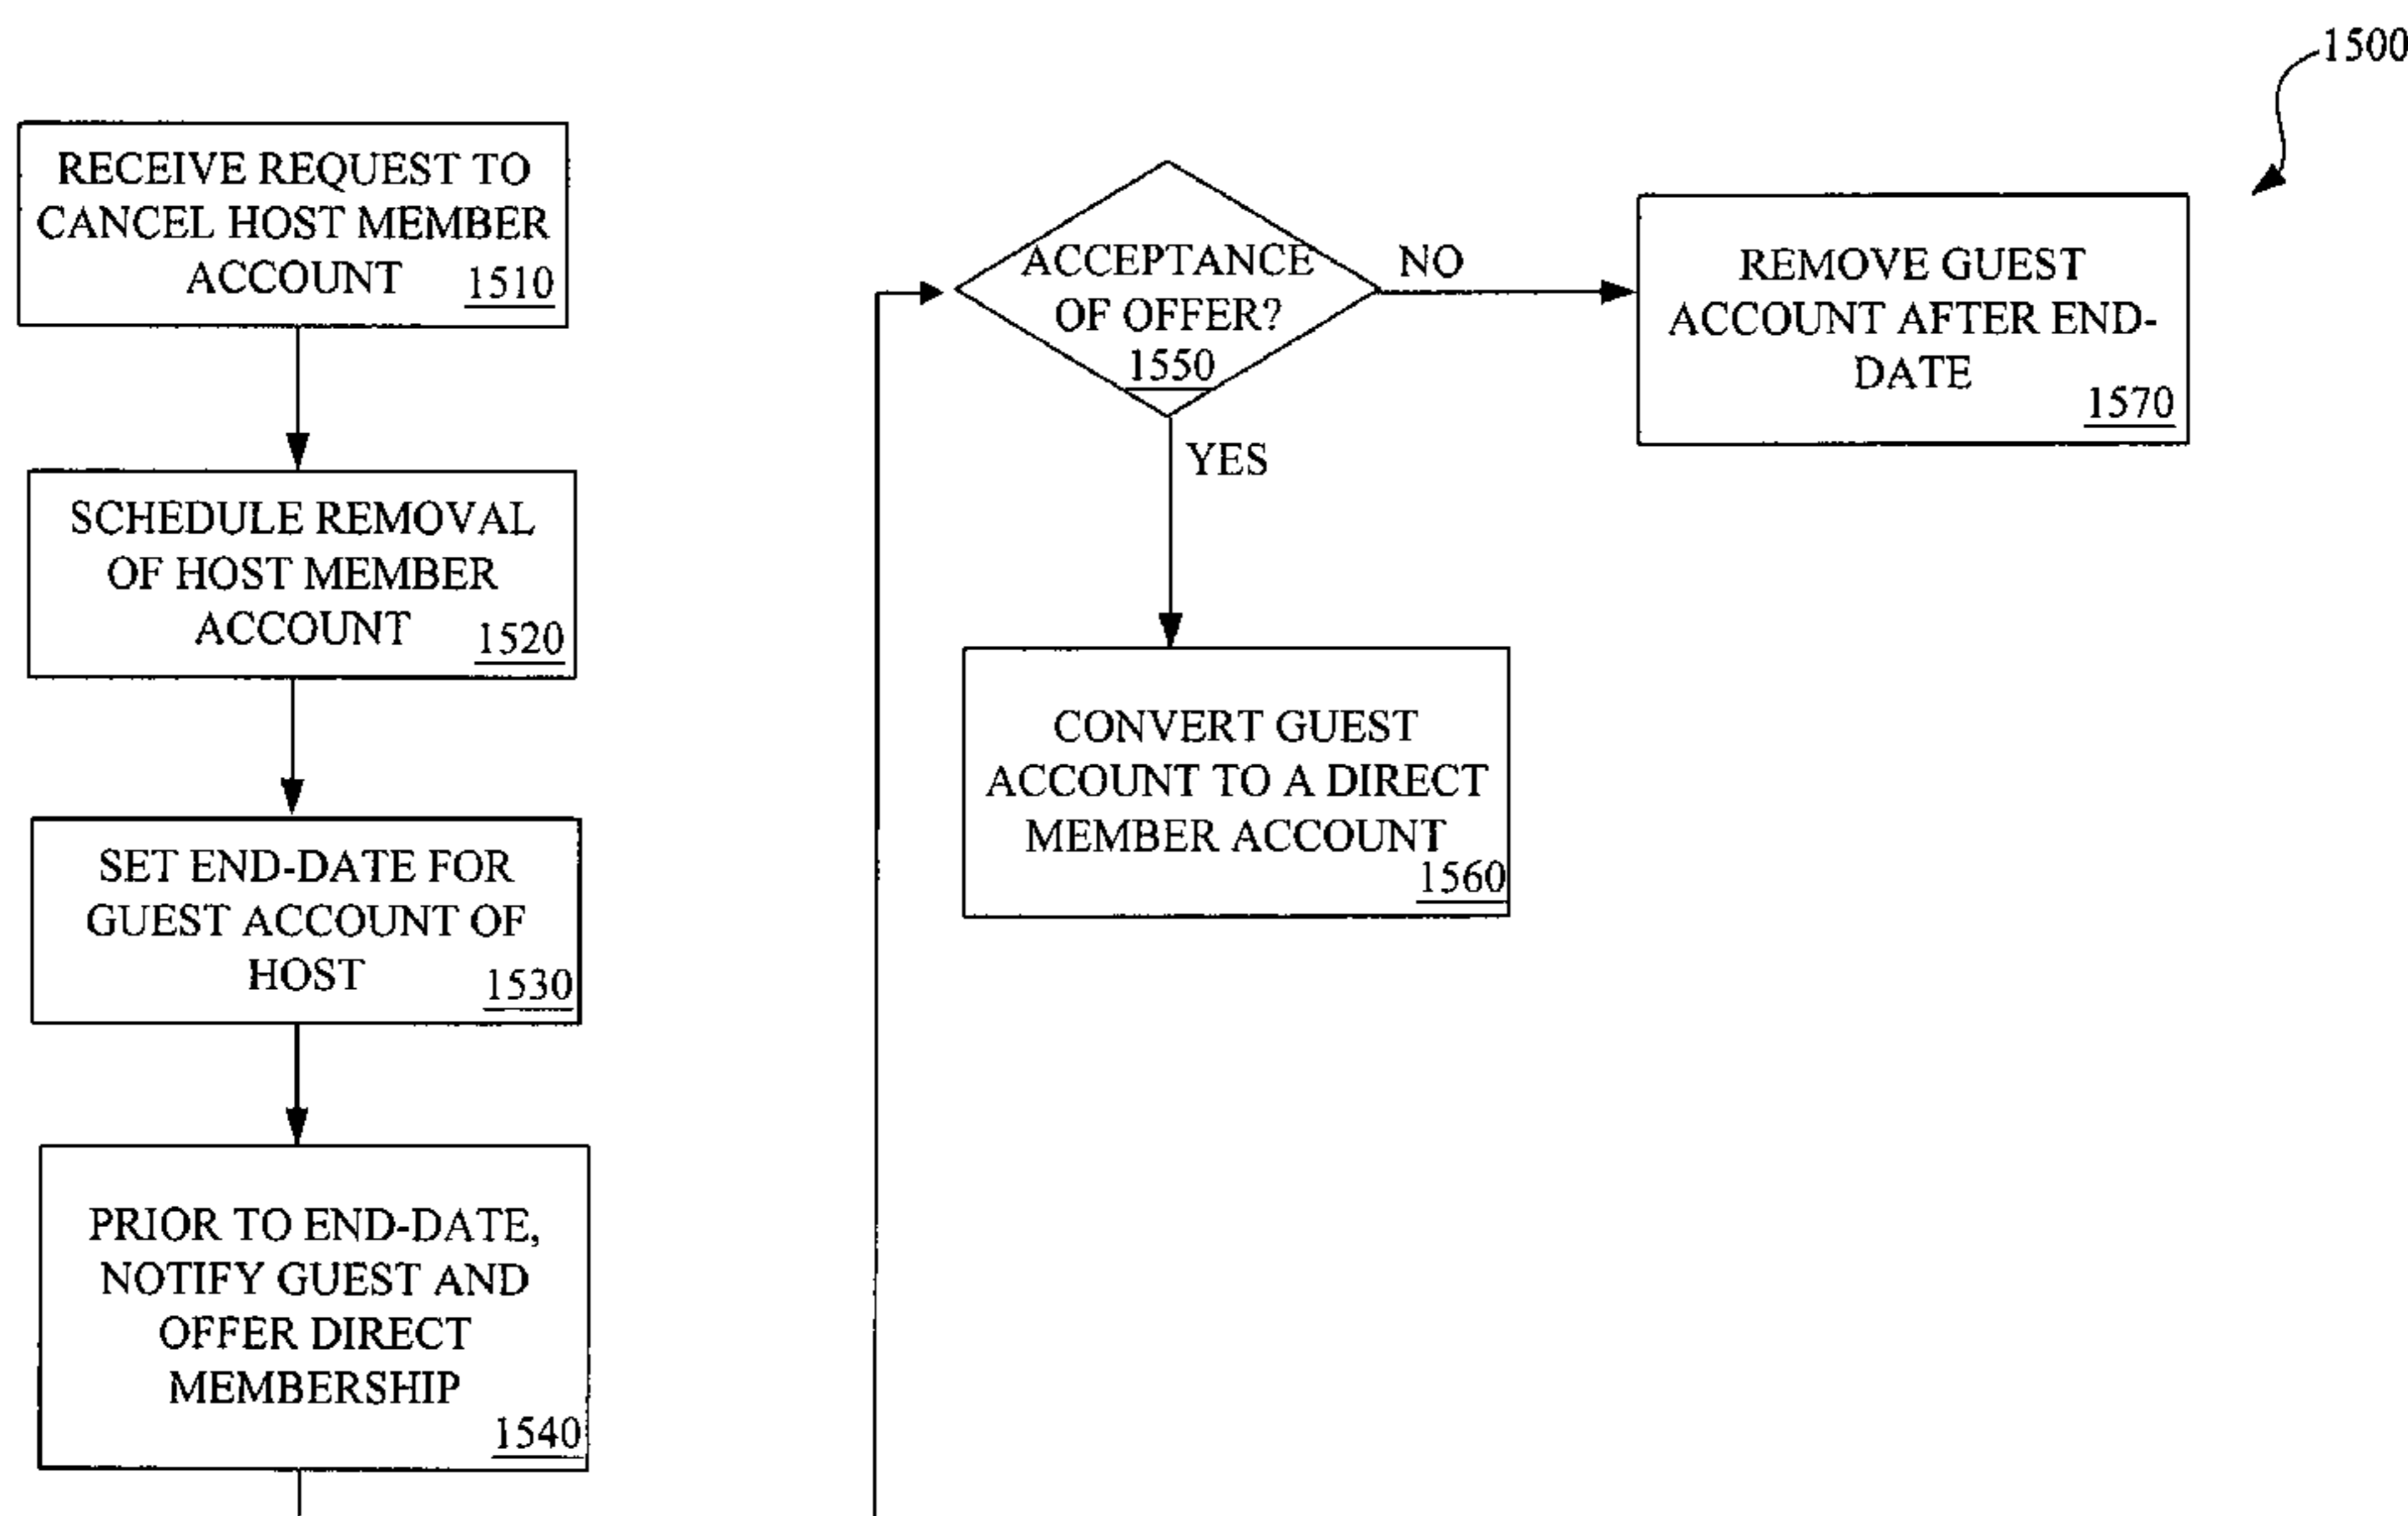 1500
RECEIVE REQUEST TO
CANCEL HOST MEMBER
ACCOUNT 1510
SCHEDULE REMOVAL
OF HOST MEMBER
ACCOUNT 1520
SET END-DATE FOR
GUEST ACCOUNT OF
HOST 1530
PRIOR TO END-DATE,
NOTIFY GUEST AND
OFFER DIRECT
MEMBERSHIP
1540
ACCEPTANCE
OF OFFER?
1550
NO
YES
CONVERT GUEST
ACCOUNT TO A DIRECT
MEMBER ACCOUNT
1560
REMOVE GUEST
ACCOUNT AFTER END-
DATE
1570